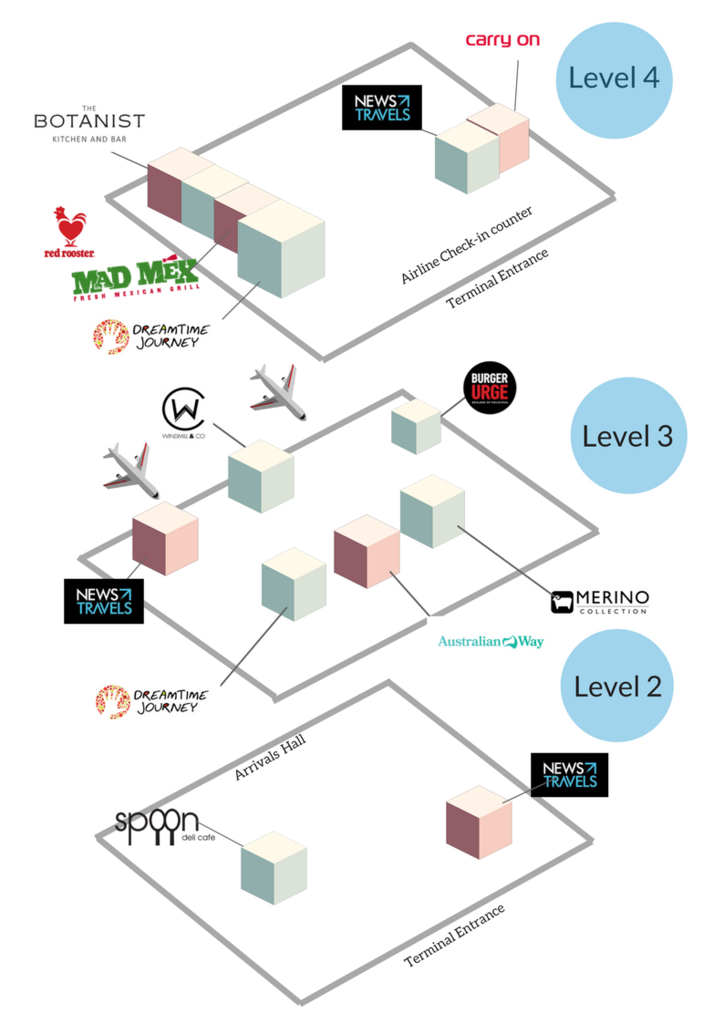 carry on
Level 4
NEWS
TRAVELS
THE
BOTANIST
KITCHEN AND BAR
red rooster
MAD MEX
FRESH MEXICAN GRILL
Airline Check-in counter
Terminal Entrance
DREAMTIME
JOURNEY
BURGER
URGE
WINDMILL & CO
Level 3
NEWS
TRAVELS
MERINO
COLLECTION
Australian Way
DREAMTIME
JOURNEY
Level 2
Arrivals Hall
NEWS
TRAVELS
spoon
deli cafe
Terminal Entrance